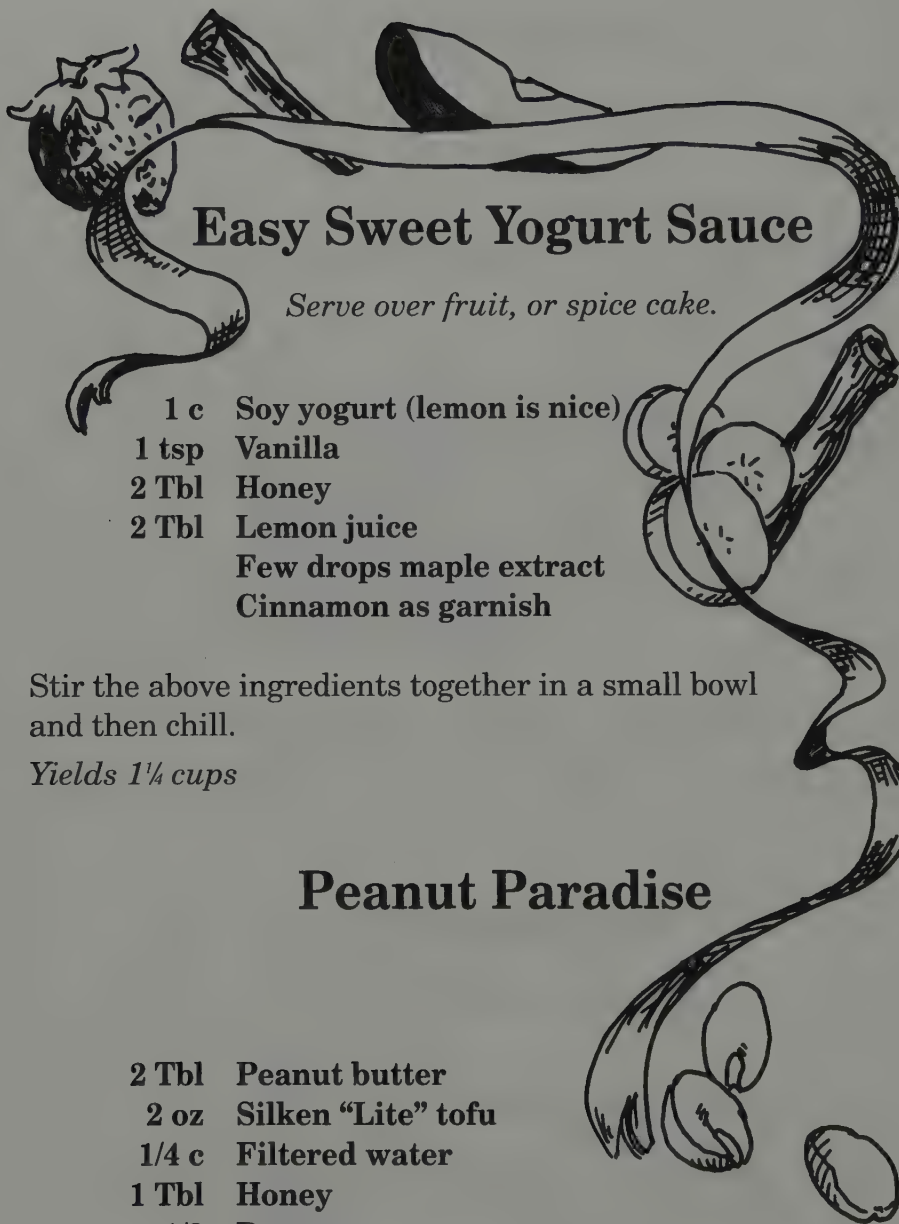 Easy Sweet Yogurt Sauce
Serve over fruit, or spice cake.
1 c Soy yogurt (lemon is nice)
1 tsp Vanilla
2 Tbl Honey
2 Tbl Lemon juice
Few drops maple extract
Cinnamon as garnish
Stir the above ingredients together in a small bowl
and then chill.
Yields 1¼ cups
Peanut Paradise
2 Tbl Peanut butter
2 oz Silken “Lite” tofu
1/4 c Filtered water
1 Tbl Honey